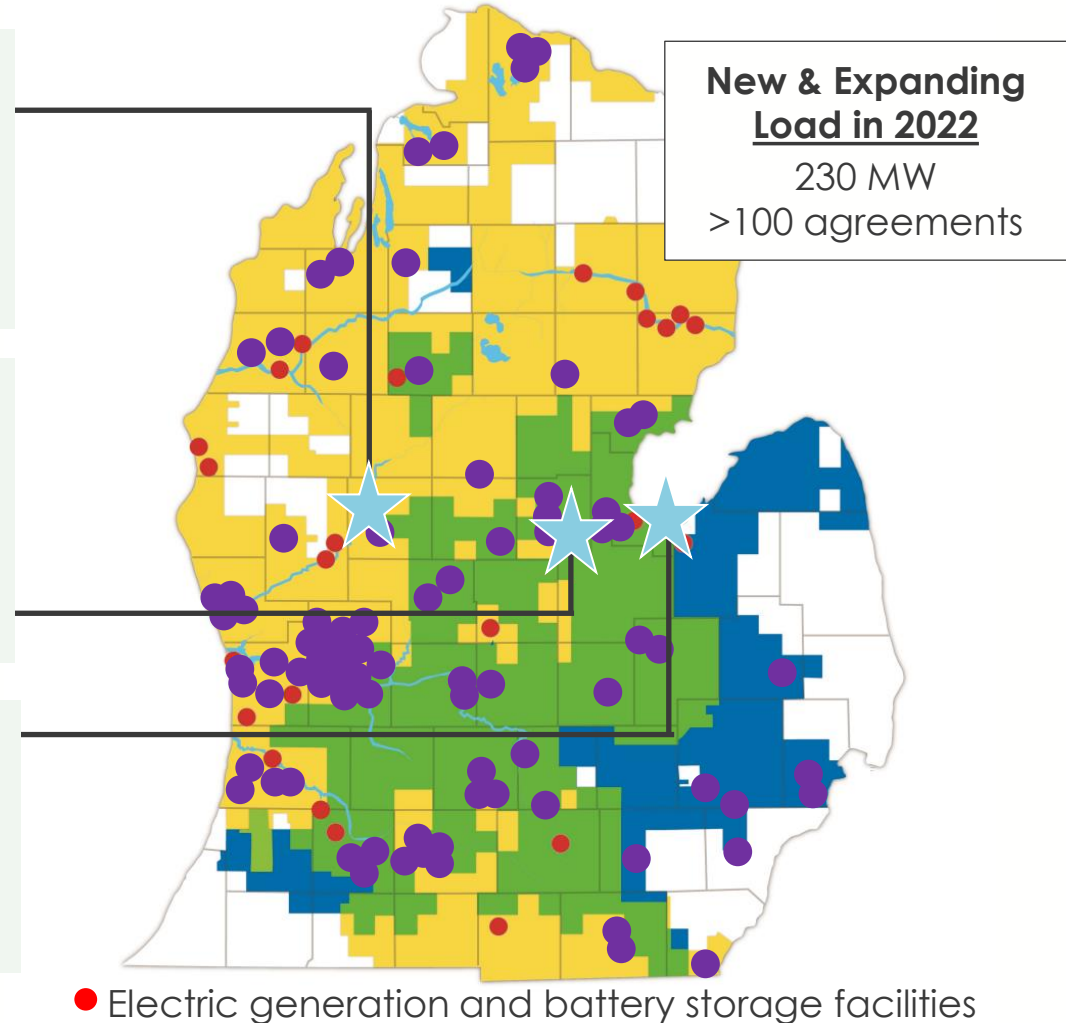 New & Expanding
Load in 2022
230 MW
>100 agreements
Electric generation and battery storage facilities